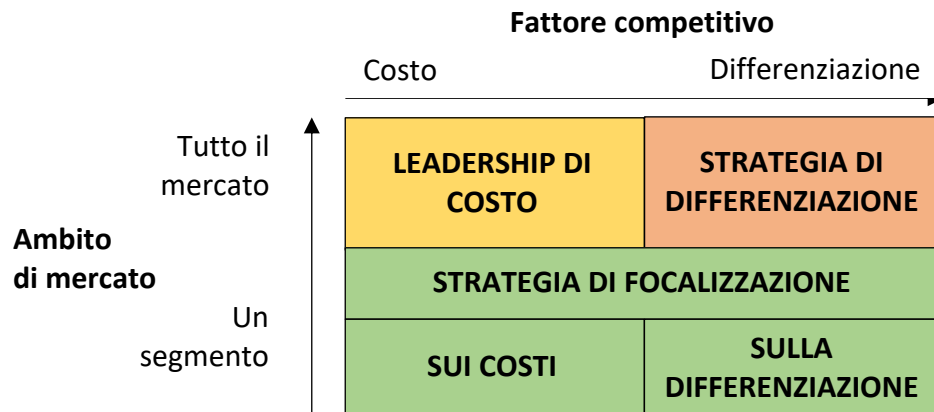 Fattore competitivo
Costo Differenziazione
Tutto il
mercato
LEADERSHIP DI
COSTO
STRATEGIA DI
DIFFERENZIAZIONE
Ambito
di mercato
STRATEGIA DI FOCALIZZAZIONE
Un
segmento
SUI COSTI
SULLA
DIFFERENZIAZIONE